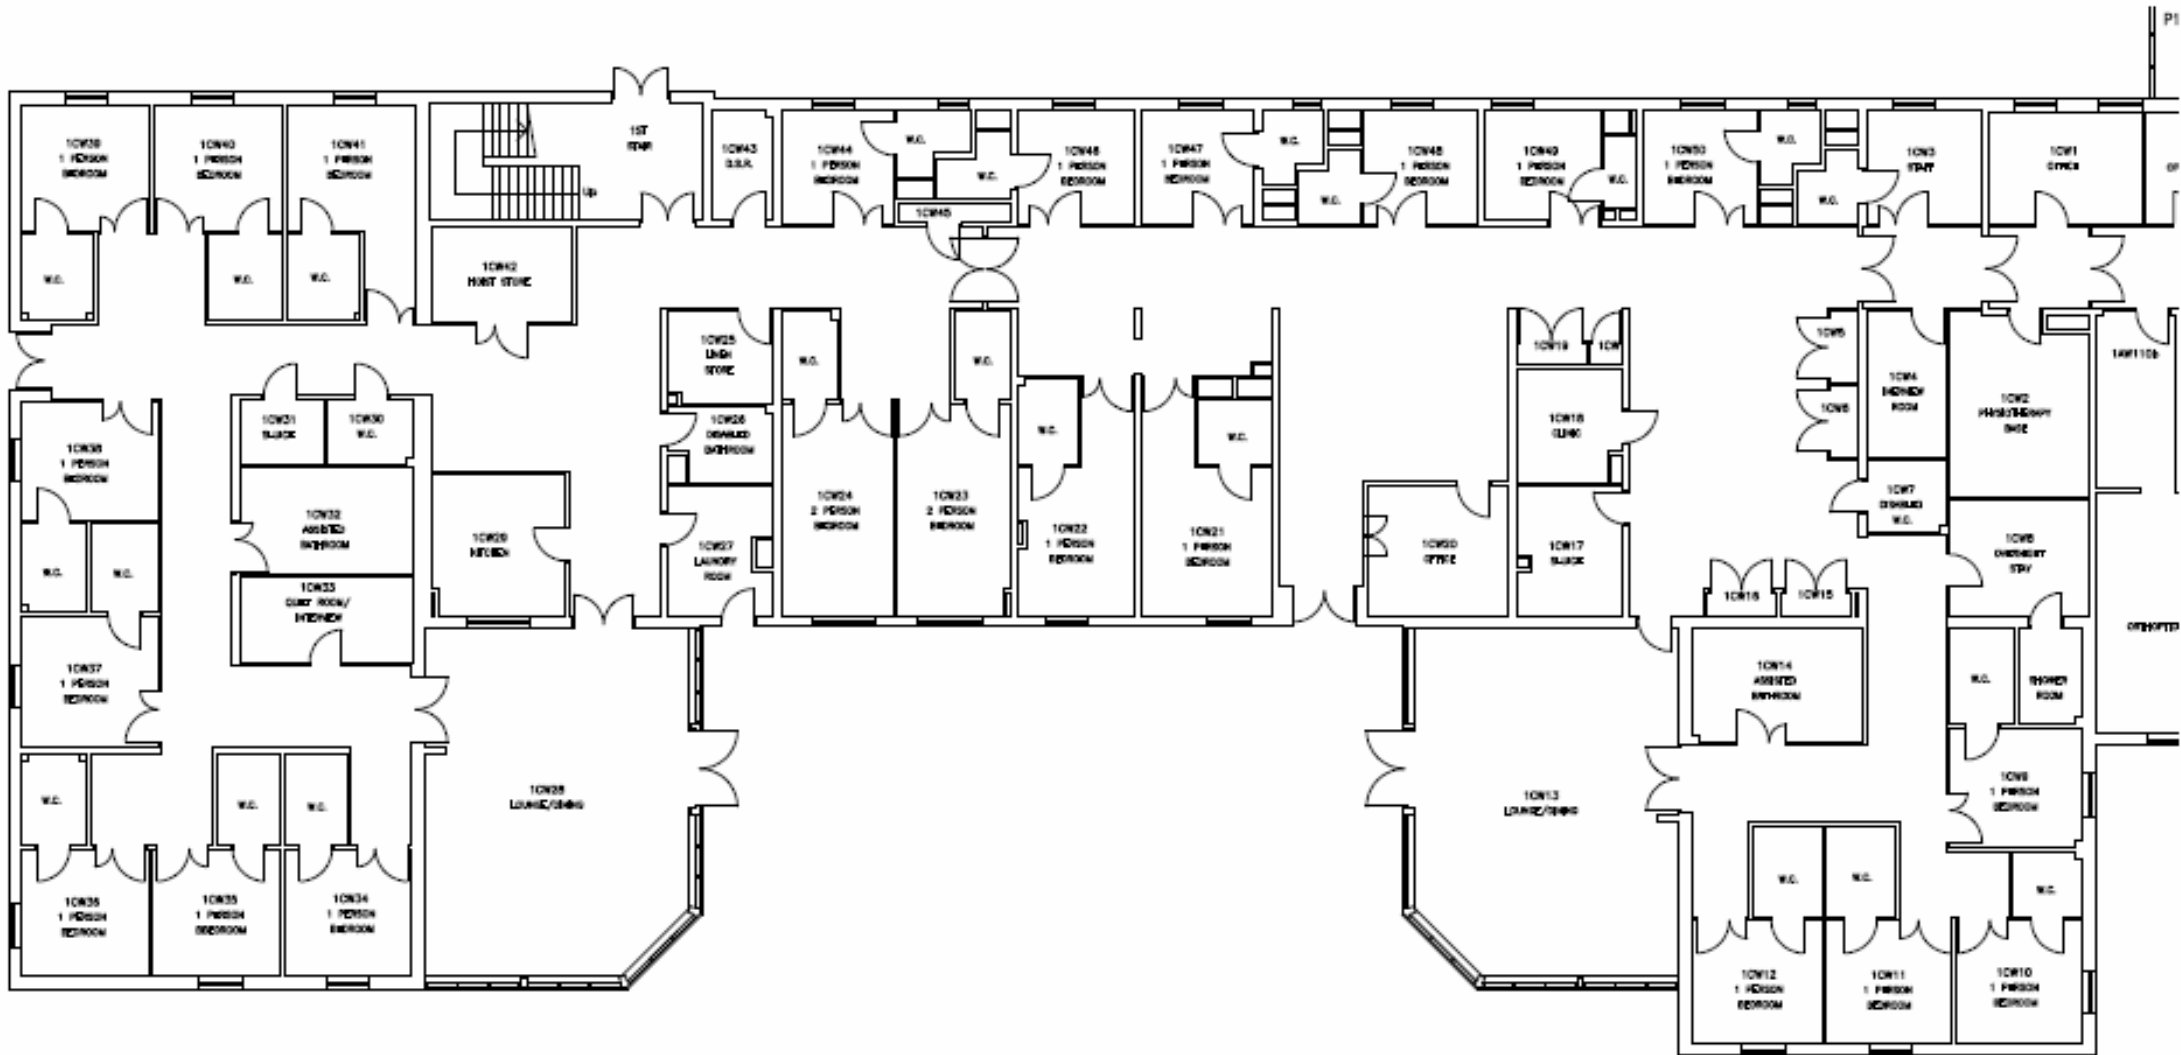 P1
1CW39
1 PERSON
BEDROOM
1CW40
1 PERSON
BEDROOM
1CW41
1 PERSON
BEDROOM
1ST
STAIR
Up
1CW43
D.S.R.
1CW44
1 PERSON
BEDROOM
W.C.
W.C.
1CW45
1CW46
1 PERSON
BEDROOM
1CW47
1 PERSON
BEDROOM
W.C.
W.C.
1CW48
1 PERSON
BEDROOM
1CW49
1 PERSON
BEDROOM
W.C.
1CW50
1 PERSON
BEDROOM
W.C.
W.C.
1CW3
STAFF
1CW1
OFFICE
W.C.
W.C.
W.C.
1CW42
HOIST STORE
1CW25
LINEN
STORE
W.C.
W.C.
1CW19
1CW
1CW5
1CW6
1CW4
INTERVIEW
ROOM
1CW2
PHYSIOTHERAPY
BASE
1AW110b
1CW38
1 PERSON
BEDROOM
1CW31
SLUICE
1CW30
W.C.
1CW26
DISABLED
BATHROOM
W.C.
W.C.
1CW18
CLINIC
1CW7
DISABLED
W.C.
1CW32
ASSISTED
BATHROOM
1CW29
KITCHEN
1CW27
LAUNDRY
ROOM
1CW24
2 PERSON
BEDROOM
1CW23
2 PERSON
BEDROOM
1CW22
1 PERSON
BEDROOM
1CW21
1 PERSON
BEDROOM
1CW20
OFFICE
1CW17
SLUICE
1CW8
OVERNIGHT
STAY
W.C.
W.C.
1CW33
QUIET ROOM/
INTERVIEW
1CW16
1CW15
1CW37
1 PERSON
BEDROOM
1CW14
ASSISTED
BATHROOM
W.C.
SHOWER
ROOM
W.C.
W.C.
W.C.
1CW28
LOUNGE/DINING
1CW13
LOUNGE/DINING
1CW9
1 PERSON
BEDROOM
W.C.
W.C.
W.C.
1CW36
1 PERSON
BEDROOM
1CW35
1 PERSON
BEDROOM
1CW34
1 PERSON
BEDROOM
1CW12
1 PERSON
BEDROOM
1CW11
1 PERSON
BEDROOM
1CW10
1 PERSON
BEDROOM